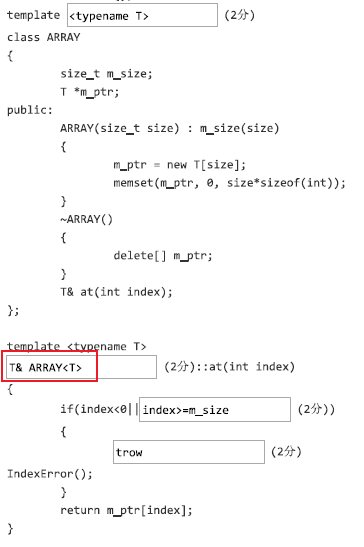 template <typename T> (2分)
class ARRAY
{
size_t m_size;
T *m_ptr;
public:
ARRAY(size_t size) : m_size(size)
{
m_ptr = new T[size];
memset(m_ptr, 0, size*sizeof(int));
}
~ARRAY()
{
delete[] m_ptr;
}
T& at(int index);
};
template <typename T>
T& ARRAY<T> (2分)::at(int index)
{
if(index<0||index>=m_size (2分))
{
trow (2分)
IndexError();
}
return m_ptr[index];
}